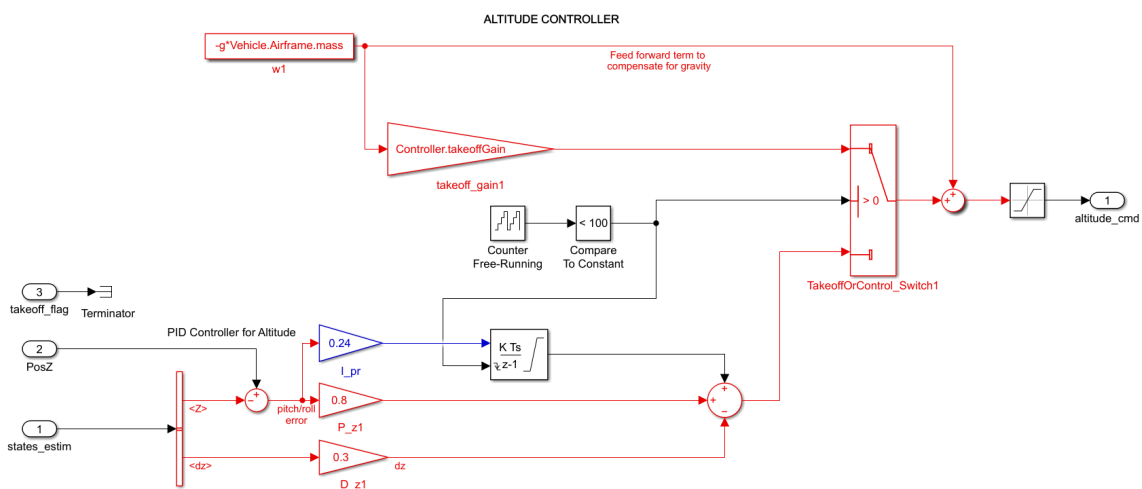 ALTITUDE CONTROLLER
-g*Vehicle.Airframe.mass
w1
Feed forward term to
compensate for gravity
Controller.takeoffGain
takeoff_gain1
> 0
1
altitude_cmd
< 100
Counter
Free-Running
Compare
To Constant
TakeoffOrControl_Switch1
3
takeoff_flag
Terminator
PID Controller for Altitude
2
PosZ
0.24
I_pr
K Ts
z-1
<Z>
pitch/roll
error
0.8
P_z1
1
states_estim
<dz>
0.3
D_z1
dz
+
+
−
+
+
−